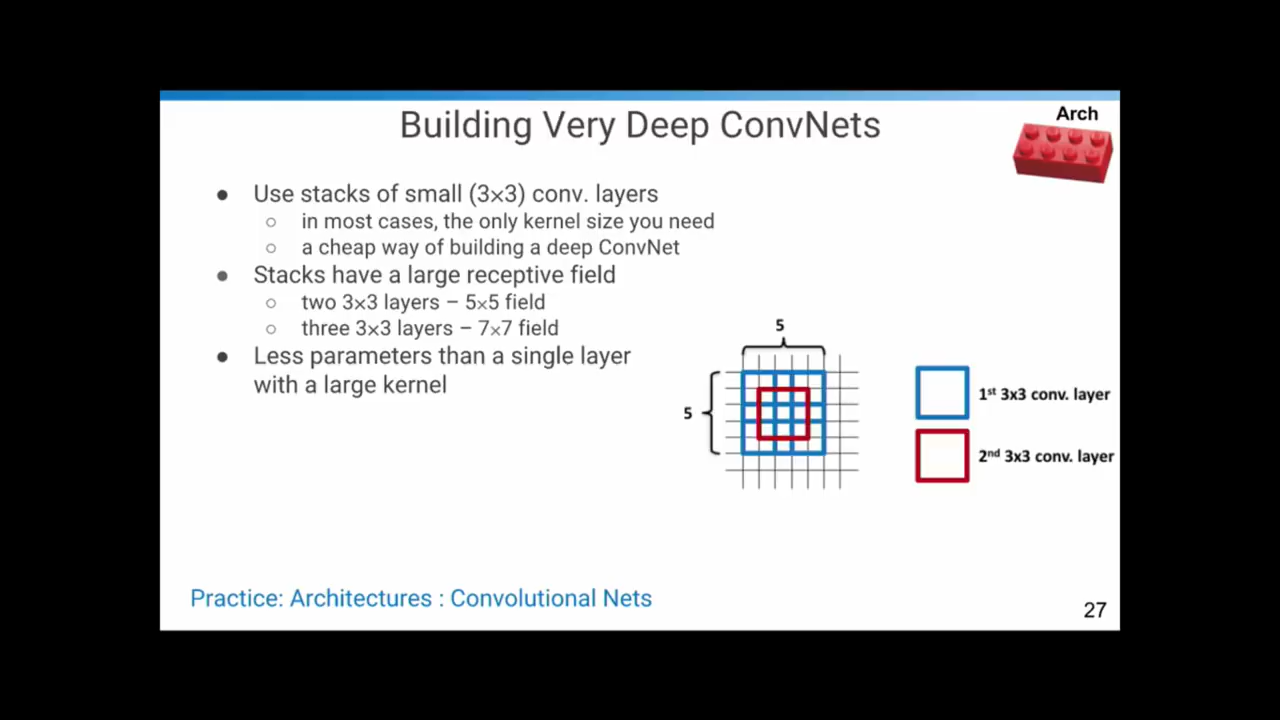 Building Very Deep ConvNets
Arch
● Use stacks of small (3×3) conv. layers
○ in most cases, the only kernel size you need
○ a cheap way of building a deep ConvNet
● Stacks have a large receptive field
○ two 3×3 layers – 5×5 field
○ three 3×3 layers – 7×7 field
● Less parameters than a single layer
with a large kernel
5
5
1st 3x3 conv. layer
2nd 3x3 conv. layer
Practice: Architectures : Convolutional Nets
27